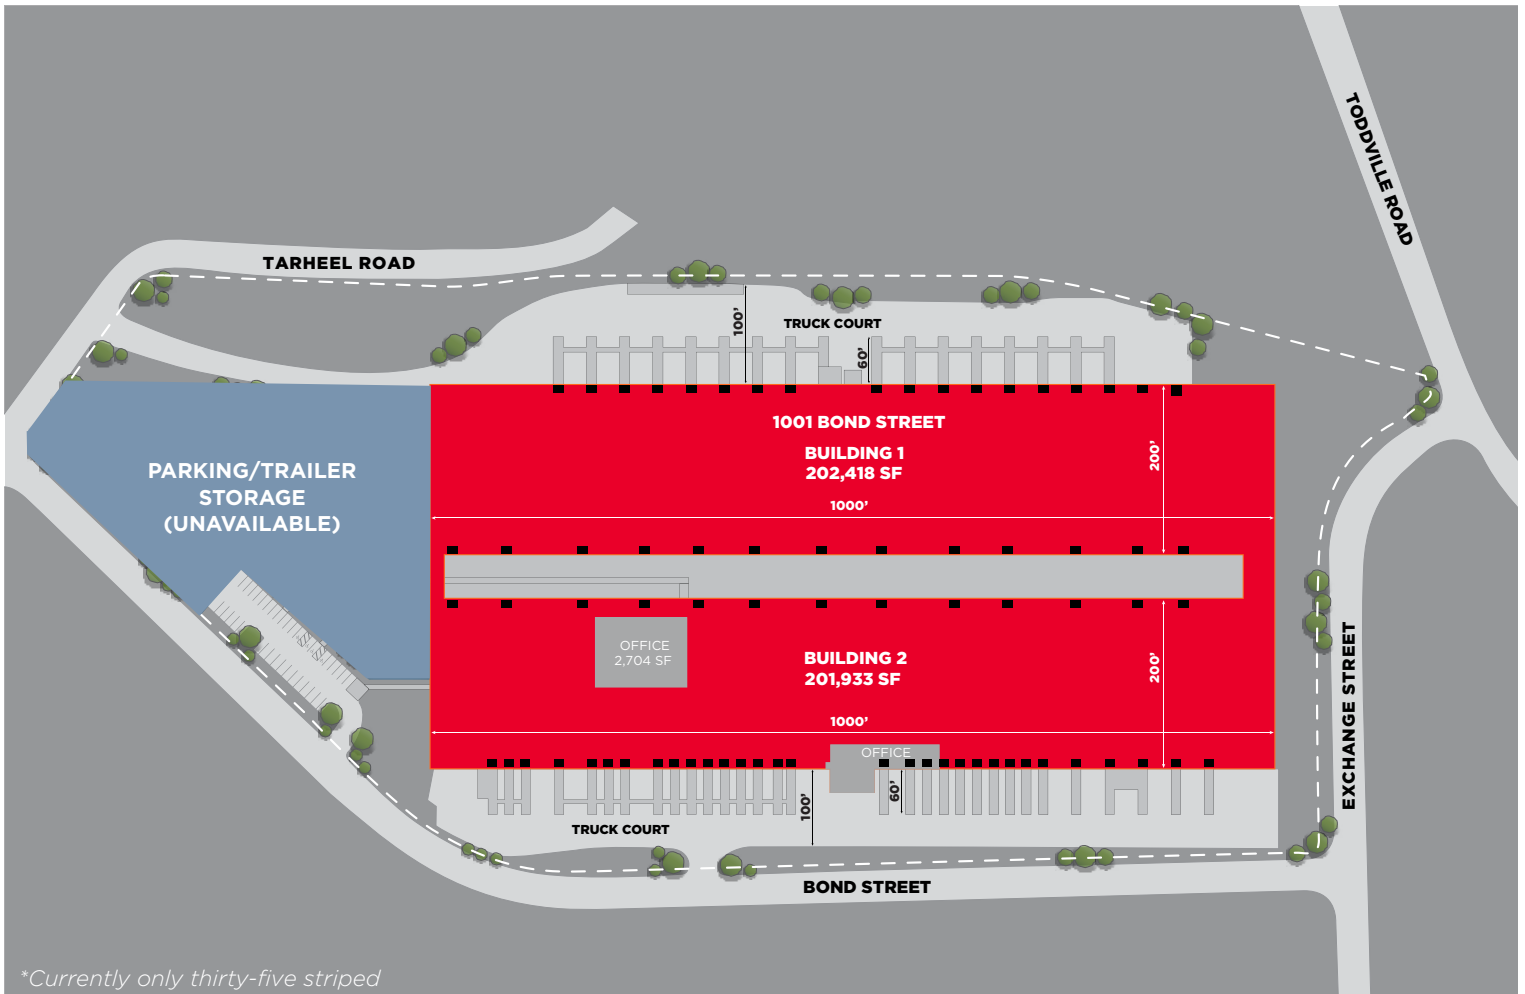 TODDVILLE ROAD
TARHEEL ROAD
100'
TRUCK COURT
60'
1001 BOND STREET
BUILDING 1
202,418 SF
200'
PARKING/TRAILER
STORAGE
(UNAVAILABLE)
1000'
OFFICE
2,704 SF
BUILDING 2
201,933 SF
200'
EXCHANGE STREET
1000'
OFFICE
60'
100'
TRUCK COURT
BOND STREET
*Currently only thirty-five striped